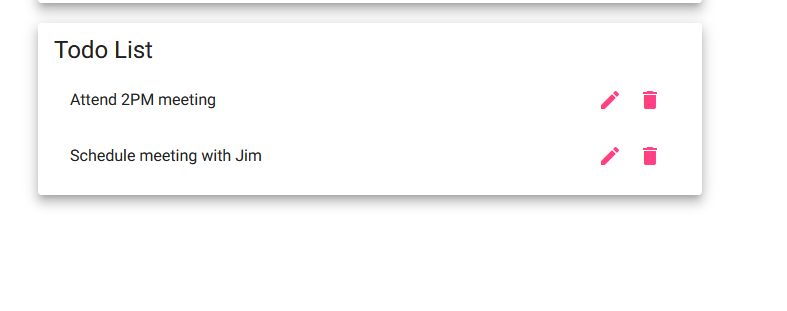 Todo List
Attend 2PM meeting
Schedule meeting with Jim